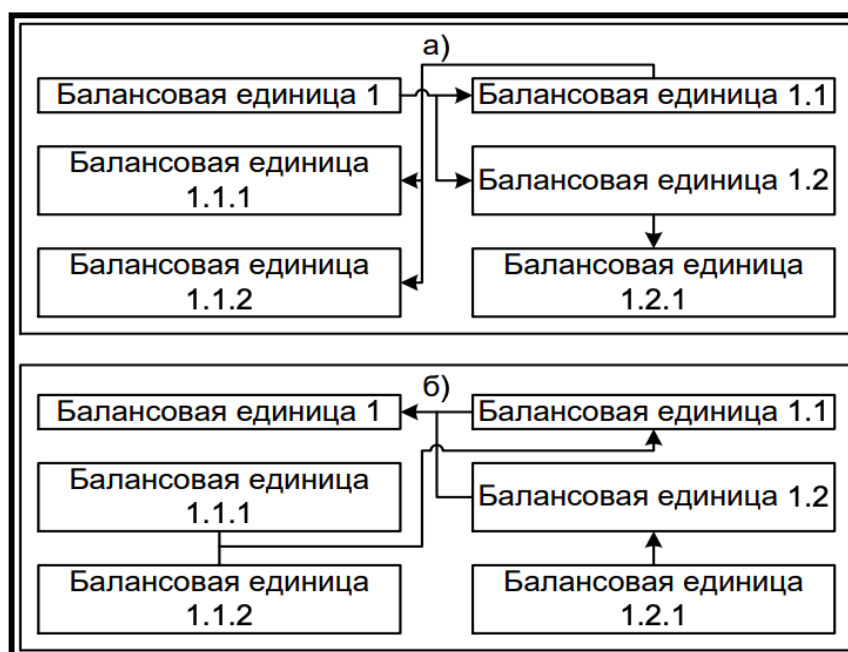 а)
Балансовая единица 1
Балансовая единица 1.1
Балансовая единица
1.1.1
Балансовая единица 1.2
Балансовая единица
1.1.2
Балансовая единица
1.2.1
б)
Балансовая единица 1
Балансовая единица 1.1
Балансовая единица
1.1.1
Балансовая единица 1.2
Балансовая единица
1.1.2
Балансовая единица
1.2.1